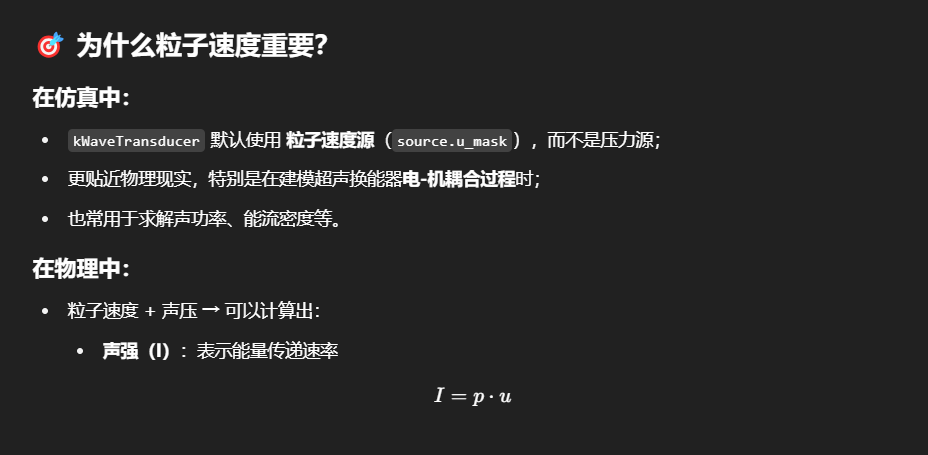 🎯 为什么粒子速度重要？
在仿真中：
• kWaveTransducer 默认使用 粒子速度源（source.u_mask），而不是压力源；
• 更贴近物理现实，特别是在建模超声换能器电-机耦合过程时；
• 也常用于求解声功率、能流密度等。
在物理中：
• 粒子速度 + 声压 → 可以计算出：
• 声强（I）：表示能量传递速率
I = p · u